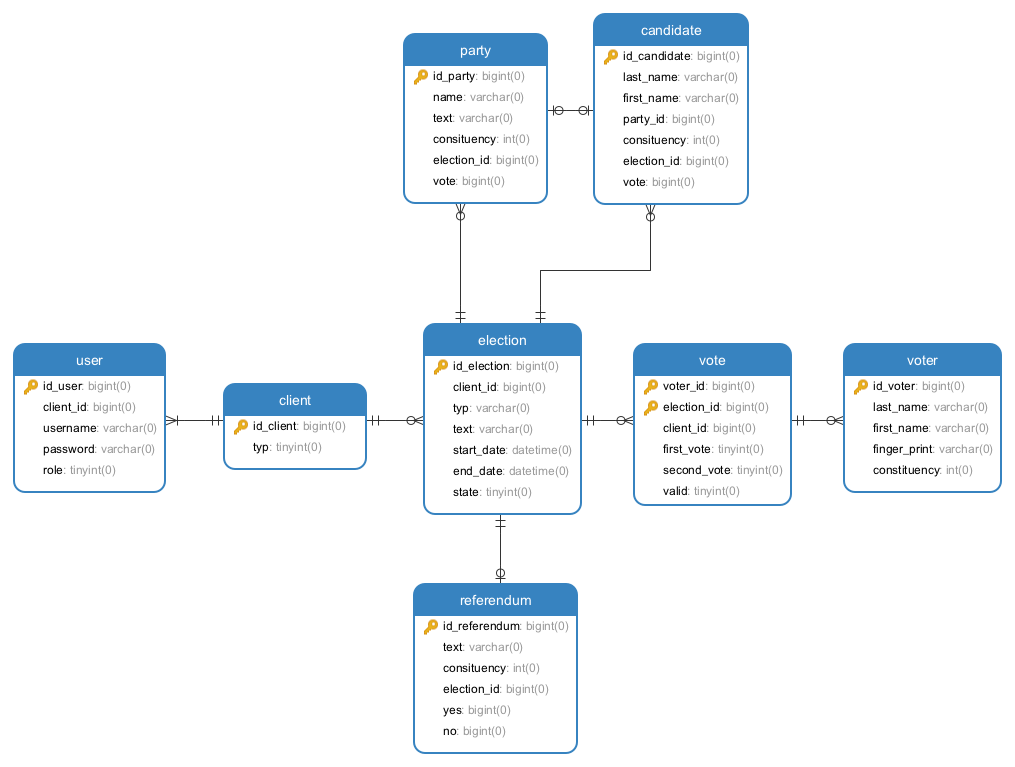 party
id_party: bigint(0)
name: varchar(0)
text: varchar(0)
consituency: int(0)
election_id: bigint(0)
vote: bigint(0)
candidate
id_candidate: bigint(0)
last_name: varchar(0)
first_name: varchar(0)
party_id: bigint(0)
consituency: int(0)
election_id: bigint(0)
vote: bigint(0)
user
id_user: bigint(0)
client_id: bigint(0)
username: varchar(0)
password: varchar(0)
role: tinyint(0)
client
id_client: bigint(0)
typ: tinyint(0)
election
id_election: bigint(0)
client_id: bigint(0)
typ: varchar(0)
text: varchar(0)
start_date: datetime(0)
end_date: datetime(0)
state: tinyint(0)
vote
voter_id: bigint(0)
election_id: bigint(0)
client_id: bigint(0)
first_vote: tinyint(0)
second_vote: tinyint(0)
valid: tinyint(0)
voter
id_voter: bigint(0)
last_name: varchar(0)
first_name: varchar(0)
finger_print: varchar(0)
constituency: int(0)
referendum
id_referendum: bigint(0)
text: varchar(0)
consituency: int(0)
election_id: bigint(0)
yes: bigint(0)
no: bigint(0)